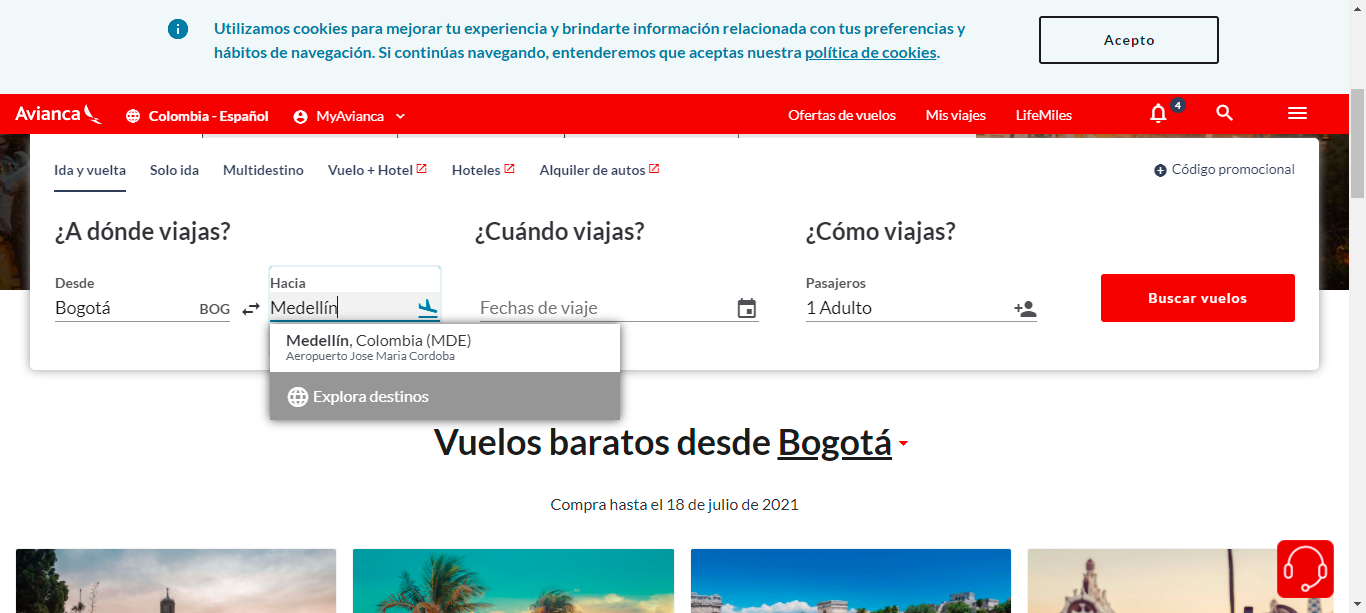 Utilizamos cookies para mejorar tu experiencia y brindarte información relacionada con tus preferencias y
hábitos de navegación. Si continúas navegando, entenderemos que aceptas nuestra política de cookies.
Acepto
Avianca
Colombia - Español
MyAvianca
Ofertas de vuelos
Mis viajes
LifeMiles
4
Ida y vuelta
Solo ida
Multidestino
Vuelo + Hotel
Hoteles
Alquiler de autos
Código promocional
¿A dónde viajas?
¿Cuándo viajas?
¿Cómo viajas?
Desde
Hacia
Pasajeros
Bogotá BOG
Medellín
Fechas de viaje
1 Adulto
Buscar vuelos
Medellín, Colombia (MDE)
Aeropuerto Jose Maria Cordoba
Explora destinos
Vuelos baratos desde Bogotá
Compra hasta el 18 de julio de 2021